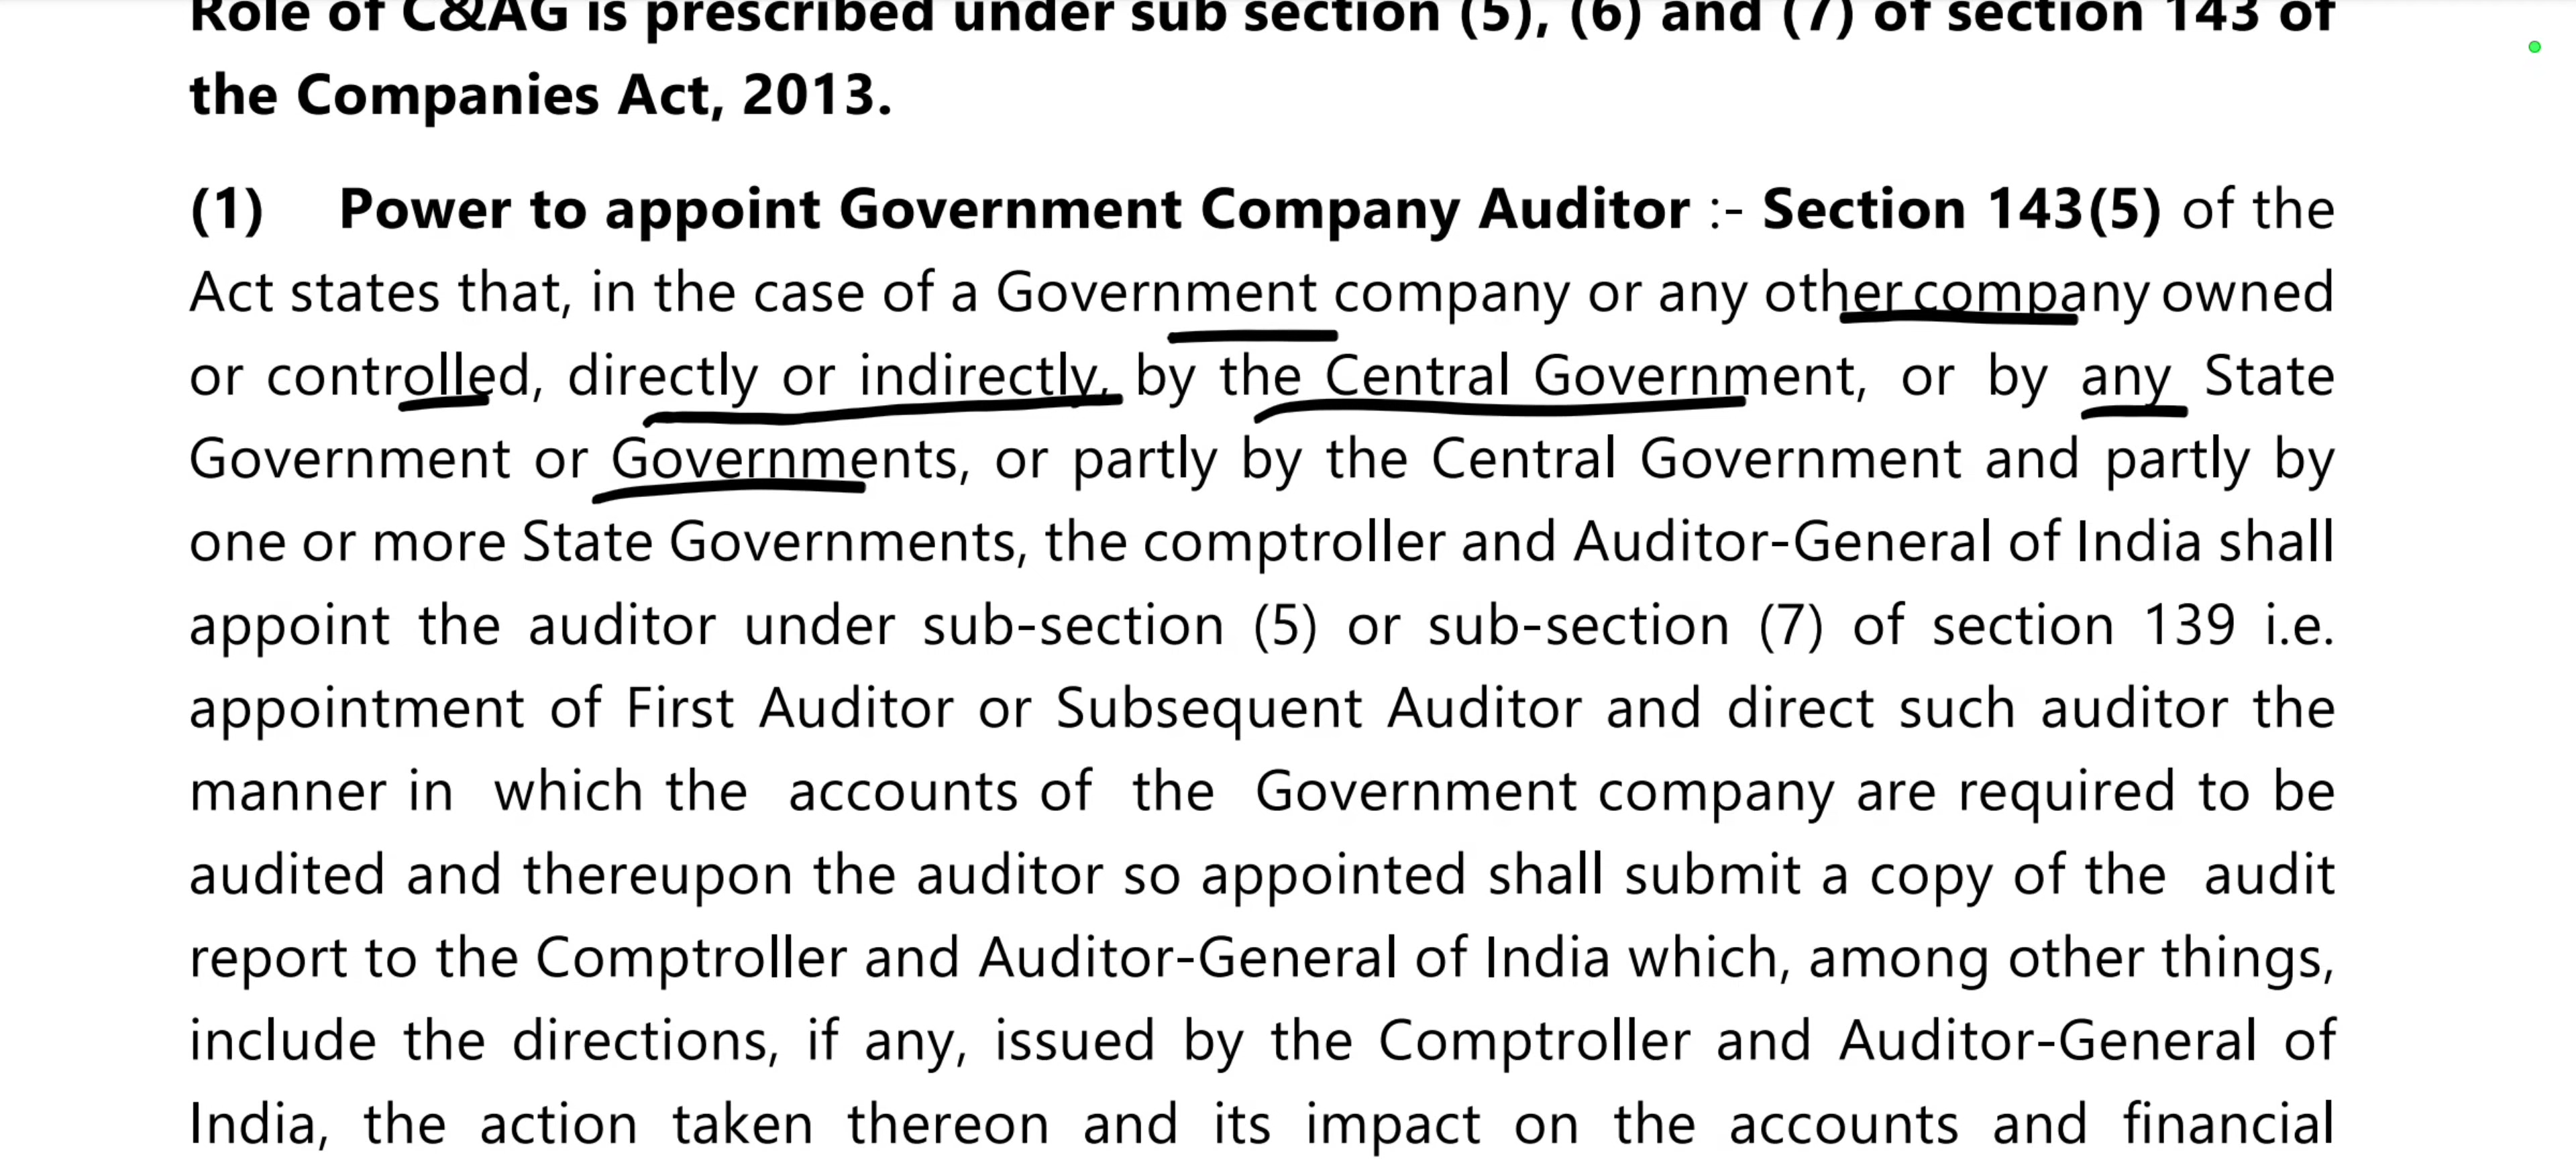 Role of C&AG is prescribed under sub section (5), (6) and (7) of section 143 of
the Companies Act, 2013.
(1) Power to appoint Government Company Auditor :- Section 143(5) of the
Act states that, in the case of a Government company or any other company owned
or controlled, directly or indirectly, by the Central Government, or by any State
Government or Governments, or partly by the Central Government and partly by
one or more State Governments, the comptroller and Auditor-General of India shall
appoint the auditor under sub-section (5) or sub-section (7) of section 139 i.e.
appointment of First Auditor or Subsequent Auditor and direct such auditor the
manner in which the accounts of the Government company are required to be
audited and thereupon the auditor so appointed shall submit a copy of the audit
report to the Comptroller and Auditor-General of India which, among other things,
include the directions, if any, issued by the Comptroller and Auditor-General of
India, the action taken thereon and its impact on the accounts and financial